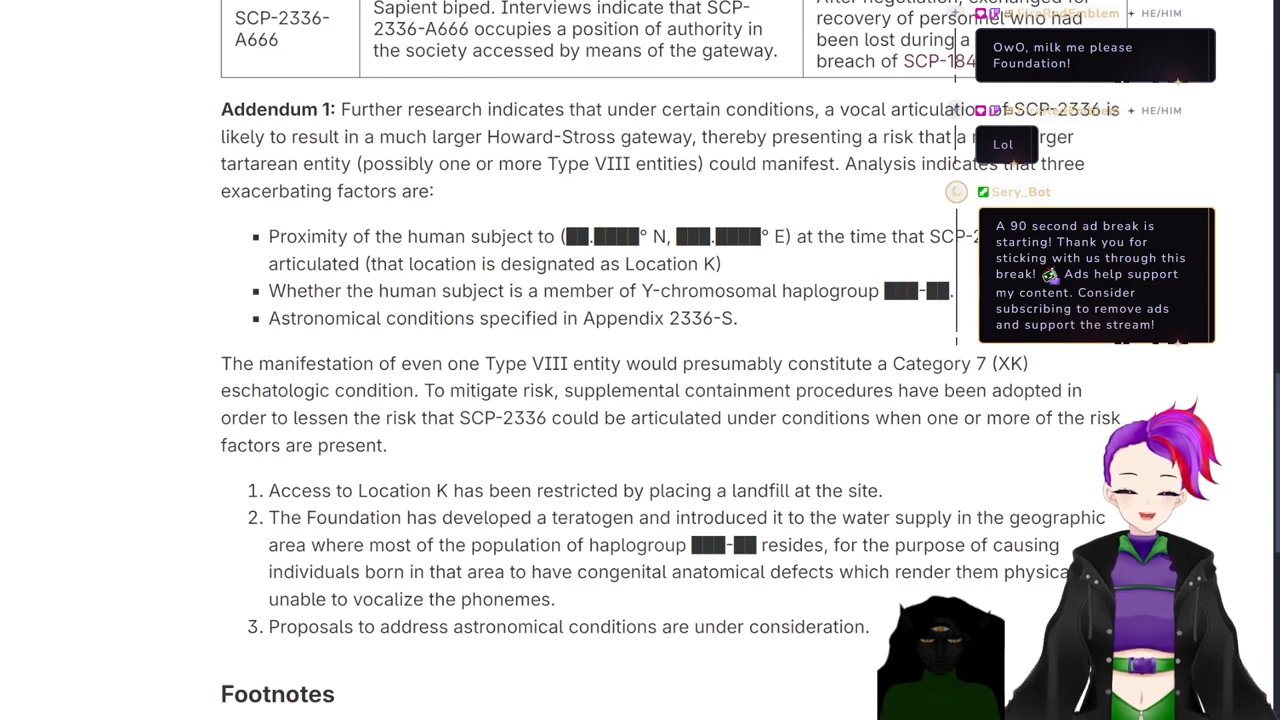 SCP-2336-
A666
Sapient biped. Interviews indicate that SCP-
2336-A666 occupies a position of authority in
the society accessed by means of the gateway.
After negotiation, exchanged for
recovery of personnel who had
been lost during a
breach of SCP-184
Addendum 1: Further research indicates that under certain conditions, a vocal articulation of SCP-2336 is
likely to result in a much larger Howard-Stross gateway, thereby presenting a risk that a
tartarean entity (possibly one or more Type VIII entities) could manifest. Analysis indicates that three
exacerbating factors are:
▪ Proximity of the human subject to (██.████° N, ███.████° E) at the time that
articulated (that location is designated as Location K)
▪ Whether the human subject is a member of Y-chromosomal haplogroup ███-██.
▪ Astronomical conditions specified in Appendix 2336-S.
The manifestation of even one Type VIII entity would presumably constitute a Category 7 (XK)
eschatologic condition. To mitigate risk, supplemental containment procedures have been adopted in
order to lessen the risk that SCP-2336 could be articulated under conditions when one or more of the risk
factors are present.
1. Access to Location K has been restricted by placing a landfill at the site.
2. The Foundation has developed a teratogen and introduced it to the water supply in the geographic
area where most of the population of haplogroup ███-██ resides, for the purpose of causing
individuals born in that area to have congenital anatomical defects which render them
unable to vocalize the phonemes.
3. Proposals to address astronomical conditions are under consideration.
Footnotes
HE/HIM
OwO, milk me please
Foundation!
HE/HIM
Lol
Sery_Bot
A 90 second ad break is
starting! Thank you for
sticking with us through this
break! Ads help support
my content. Consider
subscribing to remove ads
and support the stream!